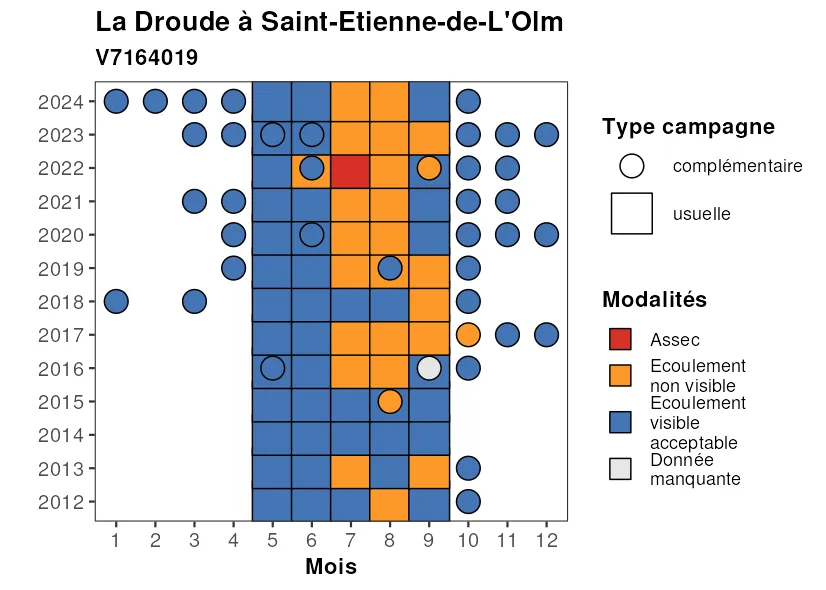 La Droude à Saint-Etienne-de-L'Olm
V7164019
2024
2023
2022
2021
2020
2019
2018
2017
2016
2015
2014
2013
2012
1 2 3 4 5 6 7 8 9 10 11 12
Mois
Type campagne
complémentaire
usuelle
Modalités
Assec
Ecoulement
non visible
Ecoulement
visible
acceptable
Donnée
manquante